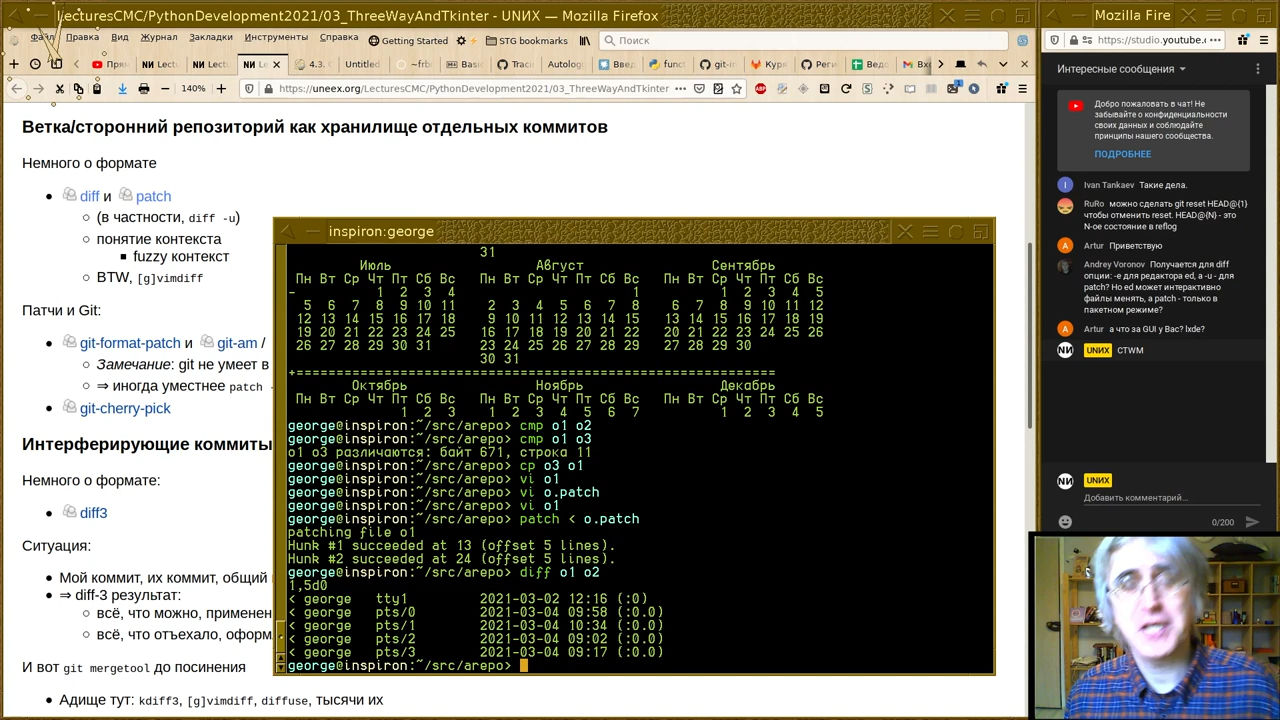 lecturesCMC/PythonDevelopment2021/03_ThreeWayAndTkinter - UNИX — Mozilla Firefox
Mozilla Fire
Файл Правка Вид Журнал Закладки Инструменты Справка
Getting Started
STG bookmarks
Поиск
https://studio.youtube.c
Прям
NИ Lectu
NИ Lectu
NИ Le
4.3. C
Untitled
~frb
Basic
Tracı
Autolog
Введ
funct
git-ir
Куря
Реги
Ведо
Вх
140%
https://uneex.org/LecturesCMC/PythonDevelopment2021/03_ThreeWayAndTkinter
Интересные сообщения
Ветка/сторонний репозиторий как хранилище отдельных коммитов
Немного о формате
diff и patch
(в частности, diff -u)
понятие контекста
fuzzy контекст
BTW, [g]vimdiff
Патчи и Git:
git-format-patch и git-am /
Замечание: git не умеет в
⇒ иногда уместнее patch -
git-cherry-pick
Интерферирующие коммиты
Немного о формате:
diff3
Ситуация:
Мой коммит, их коммит, общий
⇒ diff-3 результат:
всё, что можно, применен
всё, что отъехало, оформ
И вот git mergetool до посинения
Адище тут: kdiff3, [g]vimdiff, diffuse, тысячи их
inspiron:george
31
Июль Август Сентябрь
Пн Вт Ср Чт Пт Сб Вс Пн Вт Ср Чт Пт Сб Вс Пн Вт Ср Чт Пт Сб Вс
- 1 2 3 4 1 1 2 3 4 5
5 6 7 8 9 10 11 2 3 4 5 6 7 8 6 7 8 9 10 11 12
12 13 14 15 16 17 18 9 10 11 12 13 14 15 13 14 15 16 17 18 19
19 20 21 22 23 24 25 16 17 18 19 20 21 22 20 21 22 23 24 25 26
26 27 28 29 30 31 23 24 25 26 27 28 29 27 28 29 30
30 31
+===========================================================
Октябрь Ноябрь Декабрь
Пн Вт Ср Чт Пт Сб Вс Пн Вт Ср Чт Пт Сб Вс Пн Вт Ср Чт Пт Сб Вс
1 2 3 1 2 3 4 5 6 7 1 2 3 4 5
george@inspiron:~/src/arepo> cmp o1 o2
george@inspiron:~/src/arepo> cmp o1 o3
o1 o3 различаются: байт 671, строка 11
george@inspiron:~/src/arepo> cp o3 o1
george@inspiron:~/src/arepo> vi o1
george@inspiron:~/src/arepo> vi o.patch
george@inspiron:~/src/arepo> vi o1
george@inspiron:~/src/arepo> patch < o.patch
patching file o1
Hunk #1 succeeded at 13 (offset 5 lines).
Hunk #2 succeeded at 24 (offset 5 lines).
george@inspiron:~/src/arepo> diff o1 o2
1,5d0
< george tty1 2021-03-02 12:16 (:0)
< george pts/0 2021-03-04 09:58 (:0.0)
< george pts/1 2021-03-04 10:34 (:0.0)
< george pts/2 2021-03-04 09:02 (:0.0)
< george pts/3 2021-03-04 09:17 (:0.0)
george@inspiron:~/src/arepo>
Добро пожаловать в чат! Не
забывайте о конфиденциальности
своих данных и соблюдайте
принципы нашего сообщества.
ПОДРОБНЕЕ
Ivan Tankaev Такие дела.
RuRo можно сделать git reset HEAD@{1}
чтобы отменить reset. HEAD@{N} - это
N-ое состояние в reflog
Artur Приветствую
Andrey Voronov Получается для diff
опции: -e для редактора ed, а -u - для
patch? Но ed может интерактивно
файлы менять, а patch - только в
пакетном режиме?
Artur а что за GUI у Вас? lxde?
NИ UNИX CTWM
NИ UNИX
Добавить комментарий...
0/200